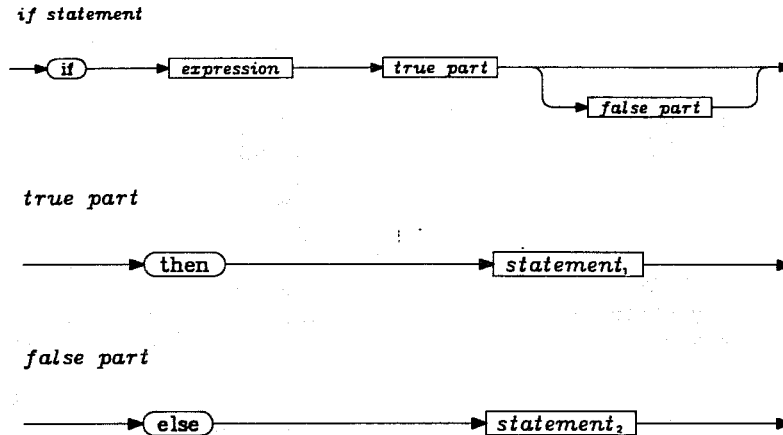 if statement
if expression true part
false part
true part
then statement₁
false part
else statement₂